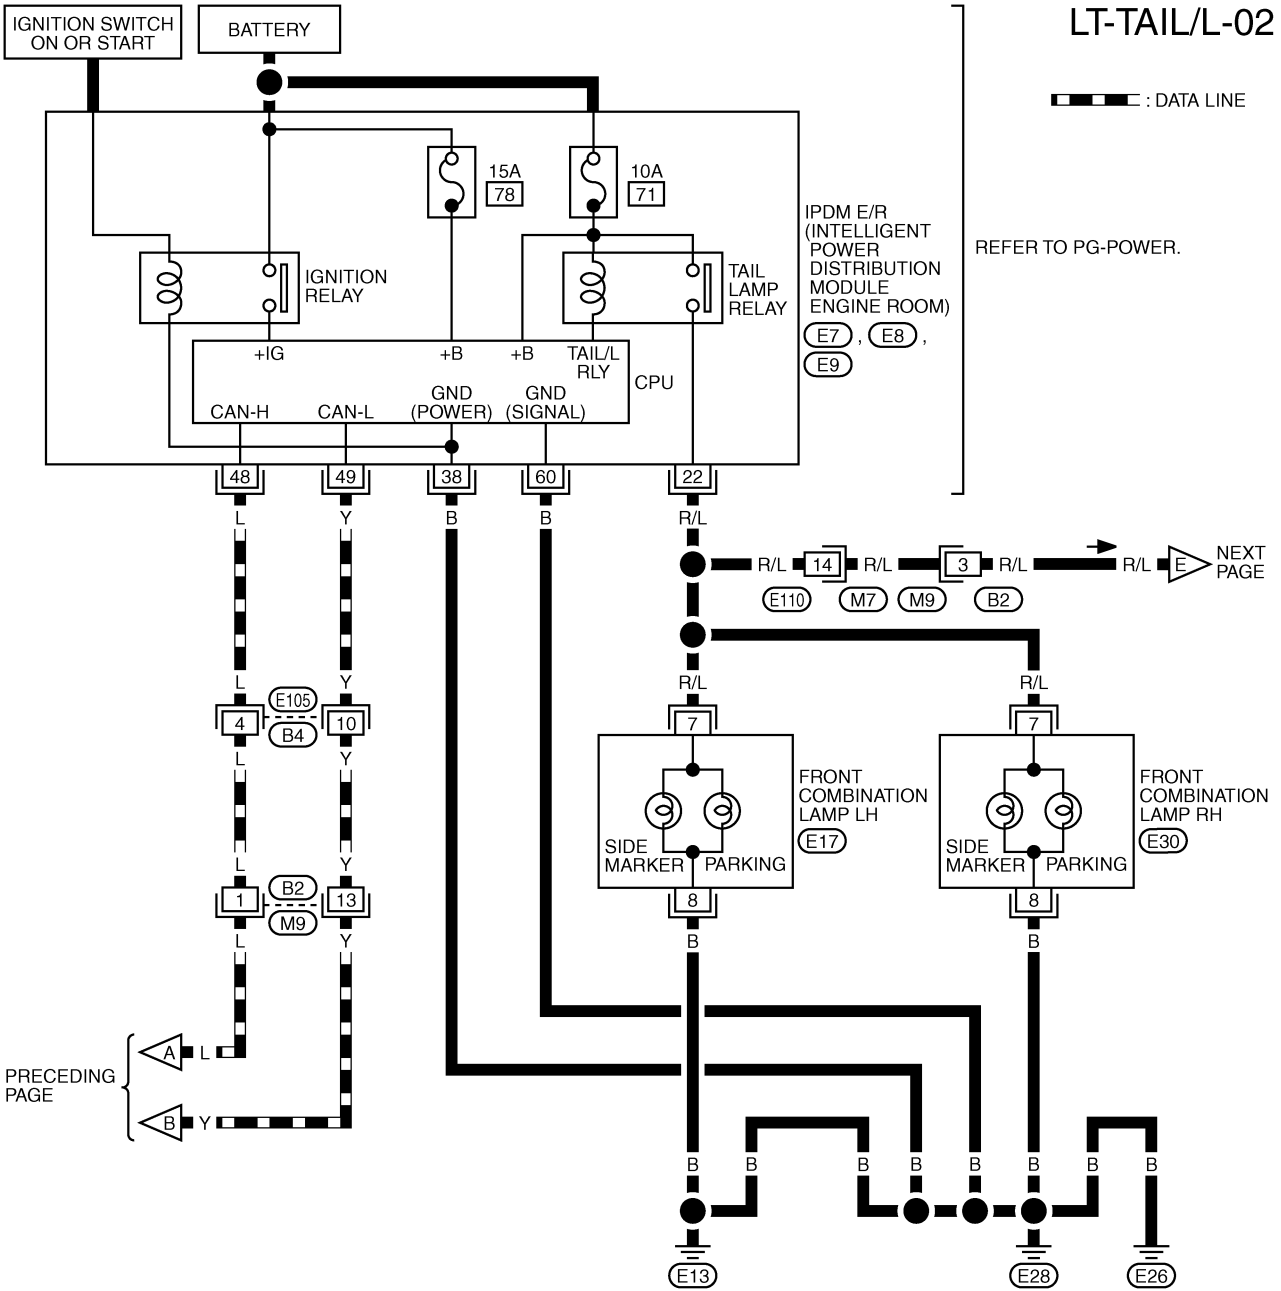 LT-TAIL/L-02
IGNITION SWITCH
ON OR START
BATTERY
: DATA LINE
15A
78
10A
71
IGNITION
RELAY
TAIL
LAMP
RELAY
IPDM E/R
(INTELLIGENT
POWER
DISTRIBUTION
MODULE
ENGINE ROOM)
E7 , E8 ,
E9
REFER TO PG-POWER.
+IG
+B
+B
TAIL/L
RLY
CPU
CAN-H
CAN-L
GND
(POWER)
GND
(SIGNAL)
48
49
38
60
22
L
Y
B
B
R/L
R/L
14
R/L
3
R/L
R/L
E
NEXT
PAGE
E110
M7
M9
B2
L
Y
R/L
R/L
E105
4
10
B4
7
7
L
Y
FRONT
COMBINATION
LAMP LH
E17
FRONT
COMBINATION
LAMP RH
E30
SIDE
MARKER
PARKING
SIDE
MARKER
PARKING
L
Y
B2
1
13
M9
8
8
L
Y
B
B
PRECEDING
PAGE
A
L
B
Y
B
B
B
B
B
B
B
B
E13
E28
E26